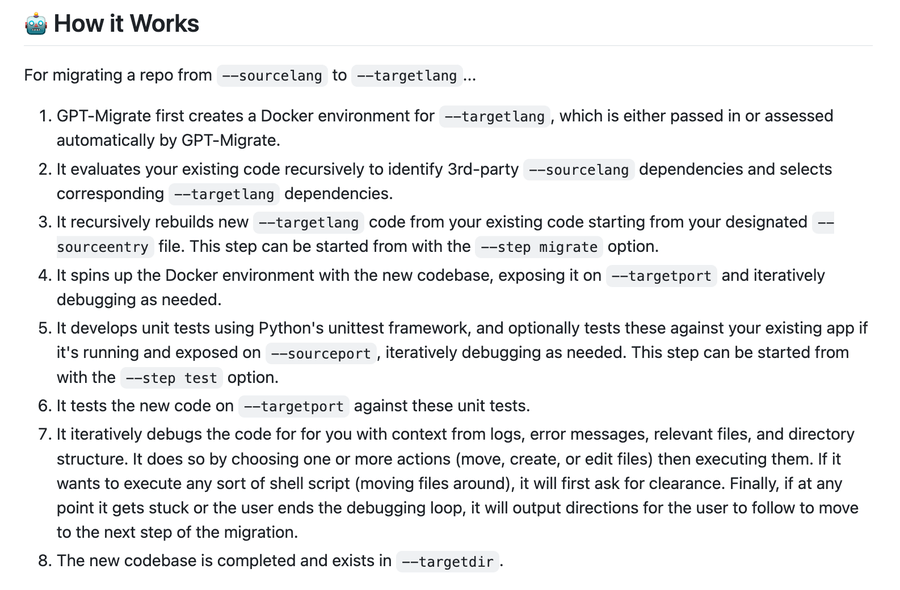 🤖 How it Works
For migrating a repo from --sourcelang to --targetlang ...
1. GPT-Migrate first creates a Docker environment for --targetlang , which is either passed in or assessed
automatically by GPT-Migrate.
2. It evaluates your existing code recursively to identify 3rd-party --sourcelang dependencies and selects
corresponding --targetlang dependencies.
3. It recursively rebuilds new --targetlang code from your existing code starting from your designated --
sourceentry file. This step can be started from with the --step migrate option.
4. It spins up the Docker environment with the new codebase, exposing it on --targetport and iteratively
debugging as needed.
5. It develops unit tests using Python's unittest framework, and optionally tests these against your existing app if
it's running and exposed on --sourceport , iteratively debugging as needed. This step can be started from
with the --step test option.
6. It tests the new code on --targetport against these unit tests.
7. It iteratively debugs the code for for you with context from logs, error messages, relevant files, and directory
structure. It does so by choosing one or more actions (move, create, or edit files) then executing them. If it
wants to execute any sort of shell script (moving files around), it will first ask for clearance. Finally, if at any
point it gets stuck or the user ends the debugging loop, it will output directions for the user to follow to move
to the next step of the migration.
8. The new codebase is completed and exists in --targetdir .